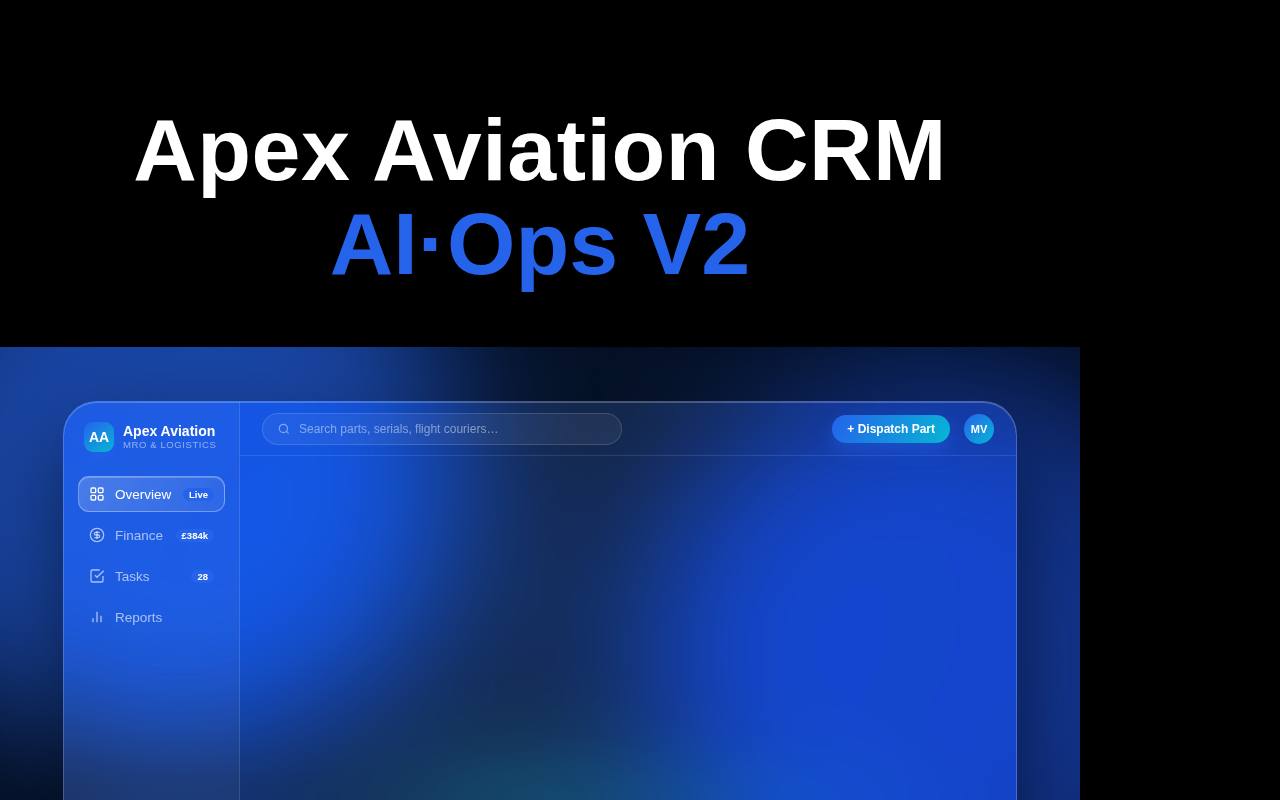 Apex Aviation CRM
AI·Ops V2
AA
Apex Aviation
MRO & LOGISTICS
Search parts, serials, flight couriers…
+ Dispatch Part
MV
Overview Live
Finance £384k
Tasks 28
Reports